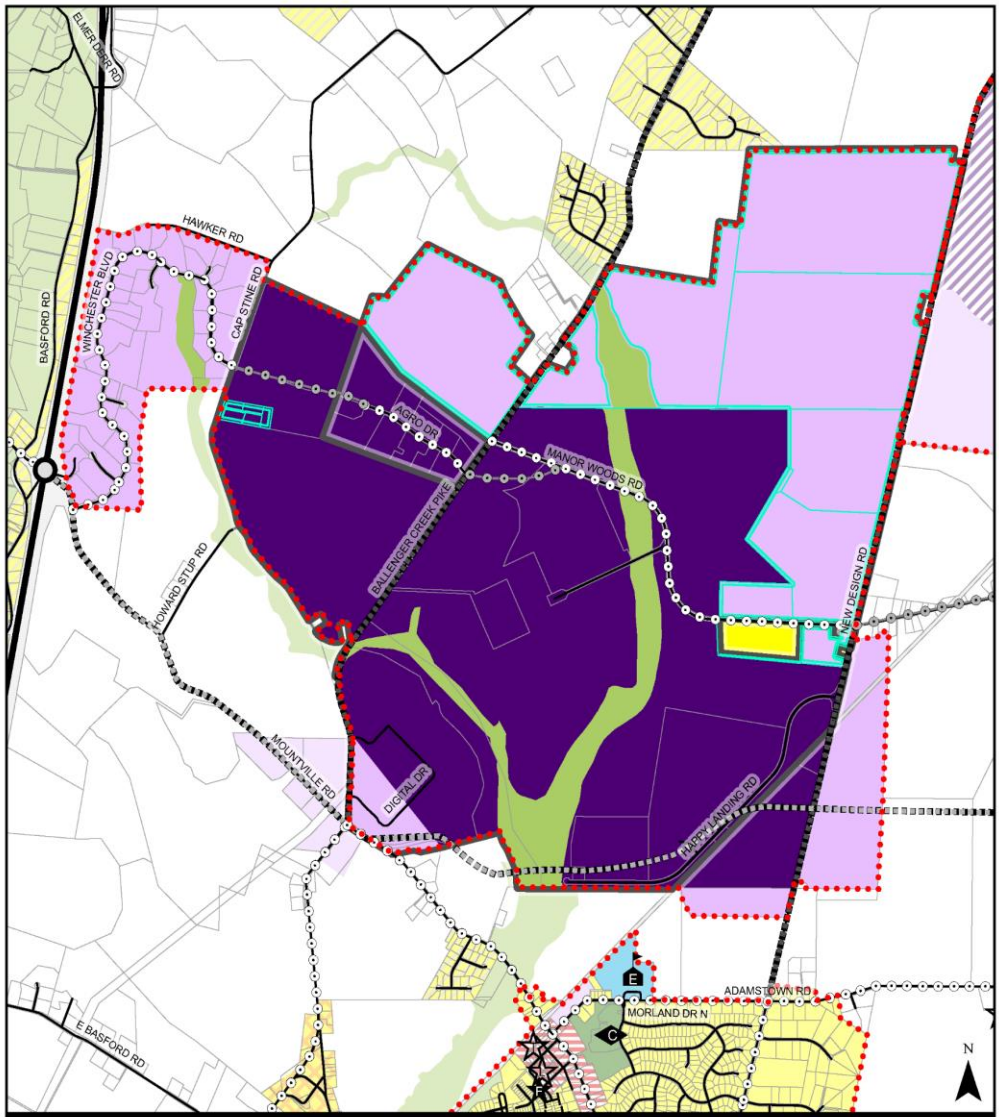 ELMER DERR RD
HAWKER RD
WINCHESTER BLVD
CAP STINE RD
BASFORD RD
AGRO DR
MANOR WOODS RD
BALLENGER CREEK PIKE
HOWARD STUP RD
NEW DESIGN RD
MOUNTVILLE RD
DIGITAL DR
HAPPY LANDING RD
E
ADAMSTOWN RD
MORLAND DR N
C
E BASFORD RD
F
N